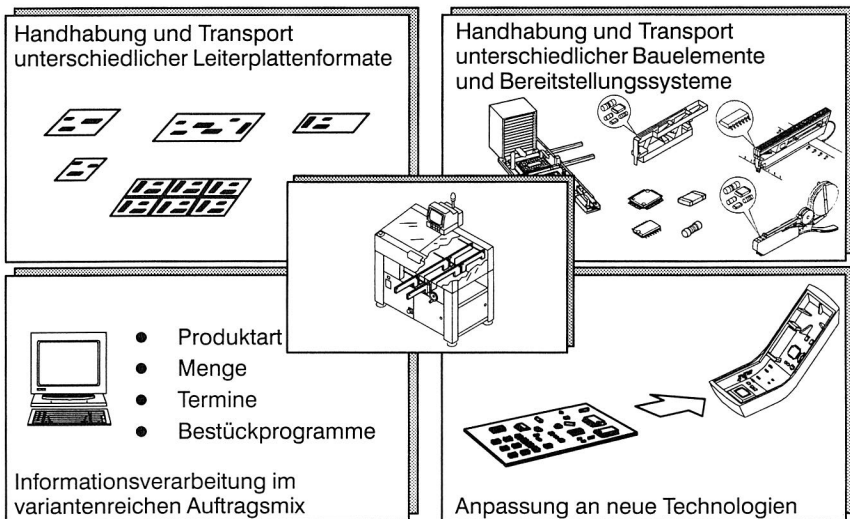 Handhabung und Transport
unterschiedlicher Leiterplattenformate
Handhabung und Transport
unterschiedlicher Bauelemente
und Bereitstellungssysteme
Produktart
Menge
Termine
Bestückprogramme
Informationsverarbeitung im
variantenreichen Auftragsmix
Anpassung an neue Technologien